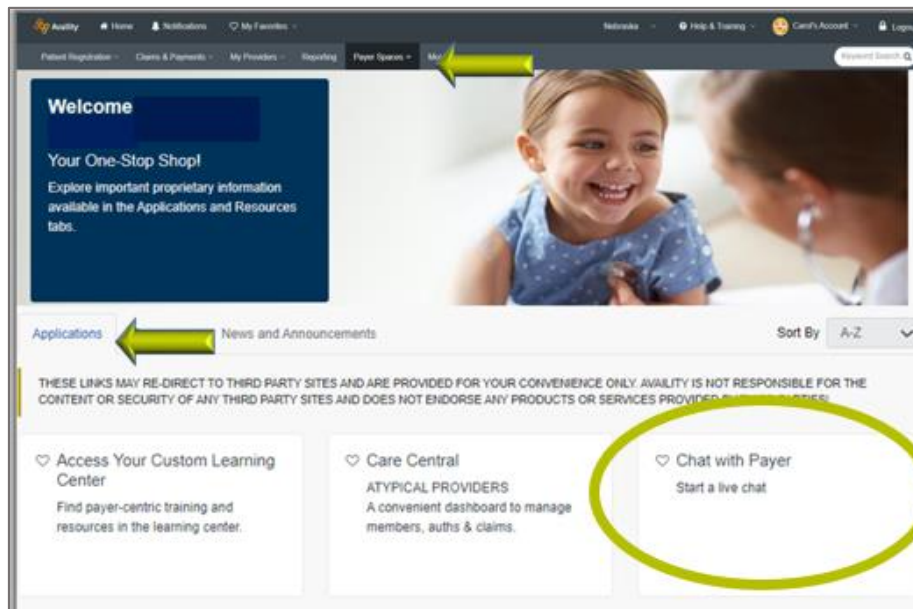 Availity Home Notifications My Favorites Nebraska Help & Training Carol's Account
Patient Registration Claims & Payments My Providers Reporting Payer Spaces Keyword Search
Welcome
Your One-Stop Shop!
Explore important proprietary information
available in the Applications and Resources
tabs.
Applications News and Announcements Sort By A-Z
THESE LINKS MAY RE-DIRECT TO THIRD PARTY SITES AND ARE PROVIDED FOR YOUR CONVENIENCE ONLY. AVAILITY IS NOT RESPONSIBLE FOR THE
CONTENT OR SECURITY OF ANY THIRD PARTY SITES AND DOES NOT ENDORSE ANY PRODUCTS OR SERVICES
Access Your Custom Learning
Center
Find payer-centric training and
resources in the learning center.
Care Central
ATYPICAL PROVIDERS
A convenient dashboard to manage
members, auths & claims.
Chat with Payer
Start a live chat